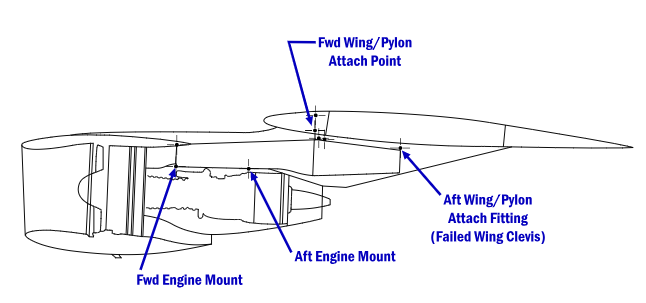 Fwd Wing/Pylon
Attach Point
Aft Wing/Pylon
Attach Fitting
(Failed Wing Clevis)
Aft Engine Mount
Fwd Engine Mount